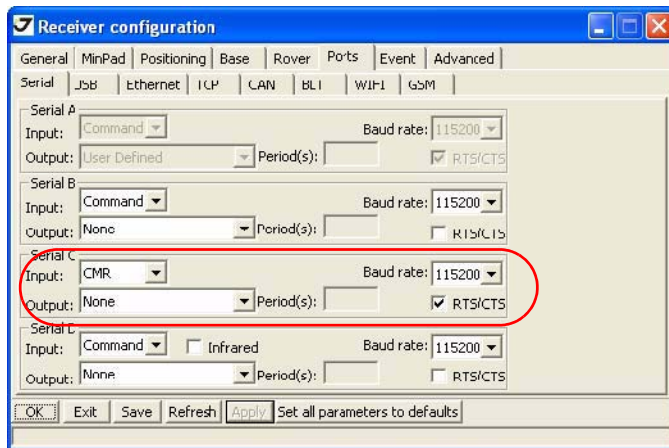 Receiver configuration
General MinPad Positioning Base Rover Ports Event Advanced
Serial USB Ethernet TCP CAN BLT WIFI GSM
Serial A
Input: Command Baud rate: 115200
Output: User Defined Period(s): RTS/CTS
Serial B
Input: Command Baud rate: 115200
Output: None Period(s): RTS/CTS
Serial C
Input: CMR Baud rate: 115200
Output: None Period(s): RTS/CTS
Serial D
Input: Command Infrared Baud rate: 115200
Output: None Period(s): RTS/CTS
OK Exit Save Refresh Apply Set all parameters to defaults